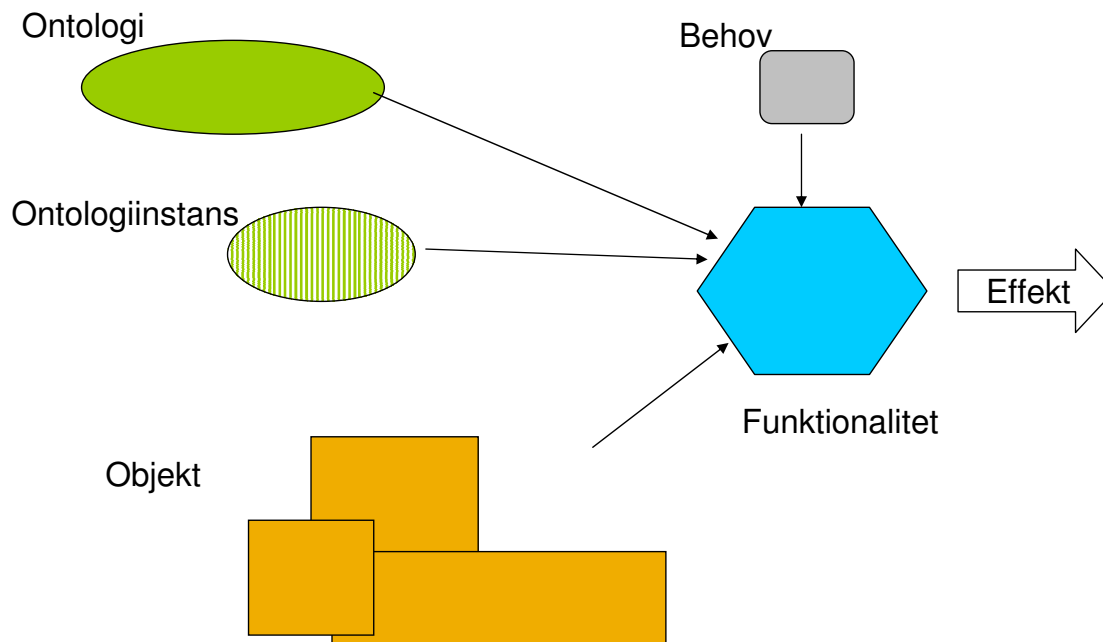 Ontologi
Behov
Ontologiinstans
Effekt
Funktionalitet
Objekt